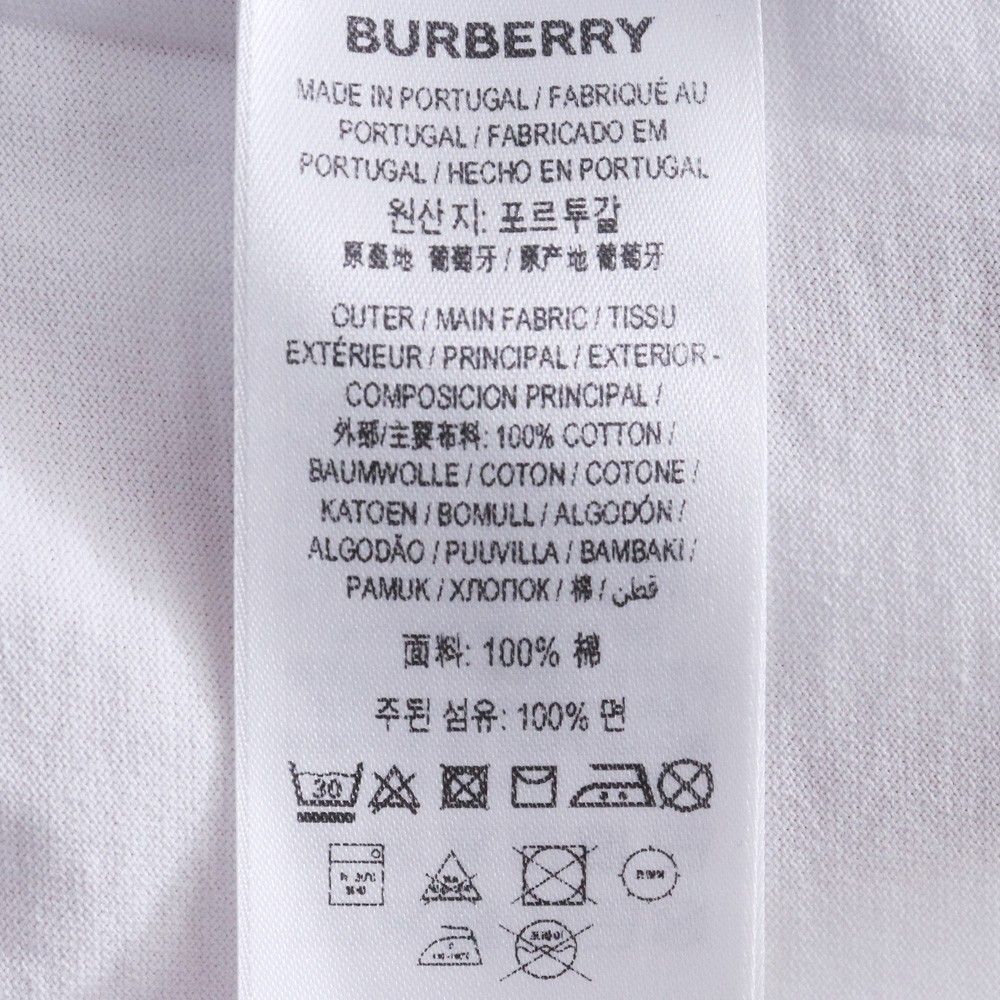 BURBERRY
MADE IN PORTUGAL / FABRIQUÉ AU
PORTUGAL / FABRICADO EM
PORTUGAL / HECHO EN PORTUGAL
원산지: 포르투갈
原產地 葡萄牙 / 原产地 葡萄牙
OUTER / MAIN FABRIC / TISSU
EXTÉRIEUR / PRINCIPAL / EXTERIOR -
COMPOSICION PRINCIPAL /
外部/主要布料: 100% COTTON /
BAUMWOLLE / COTON / COTONE /
KATOEN / BOMULL / ALGODÓN /
ALGODÃO / PUUVILLA / BAMBAKI /
PAMUK / ХЛОПОК / 棉 / قطن
面料: 100% 棉
주된 섬유: 100% 면
30